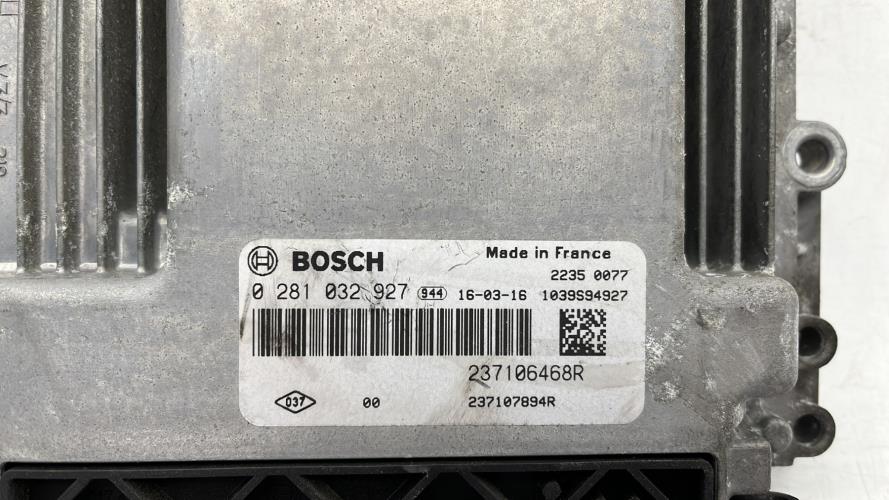 BOSCH
Made in France
2235 0077
0 281 032 927 944 16-03-16 1039S94927
237106468R
037 00 237107894R